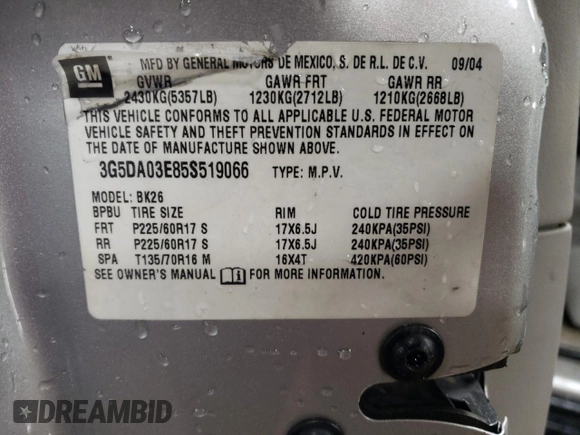 GM
MFD BY GENERAL MOTORS DE MEXICO, S. DE R.L. DE C.V. 09/04
GVWR GAWR FRT GAWR RR
2430KG(5357LB) 1230KG(2712LB) 1210KG(2668LB)
THIS VEHICLE CONFORMS TO ALL APPLICABLE U.S. FEDERAL MOTOR
VEHICLE SAFETY AND THEFT PREVENTION STANDARDS IN EFFECT ON
THE DATE OF MANUFACTURE SHOWN ABOVE.
3G5DA03E85S519066 TYPE: M.P.V.
MODEL: BK26
BPBU TIRE SIZE RIM COLD TIRE PRESSURE
FRT P225/60R17 S 17X6.5J 240KPA(35PSI)
RR P225/60R17 S 17X6.5J 240KPA(35PSI)
SPA T135/70R16 M 16X4T 420KPA(60PSI)
SEE OWNER'S MANUAL FOR MORE INFORMATION.
DREAMBID